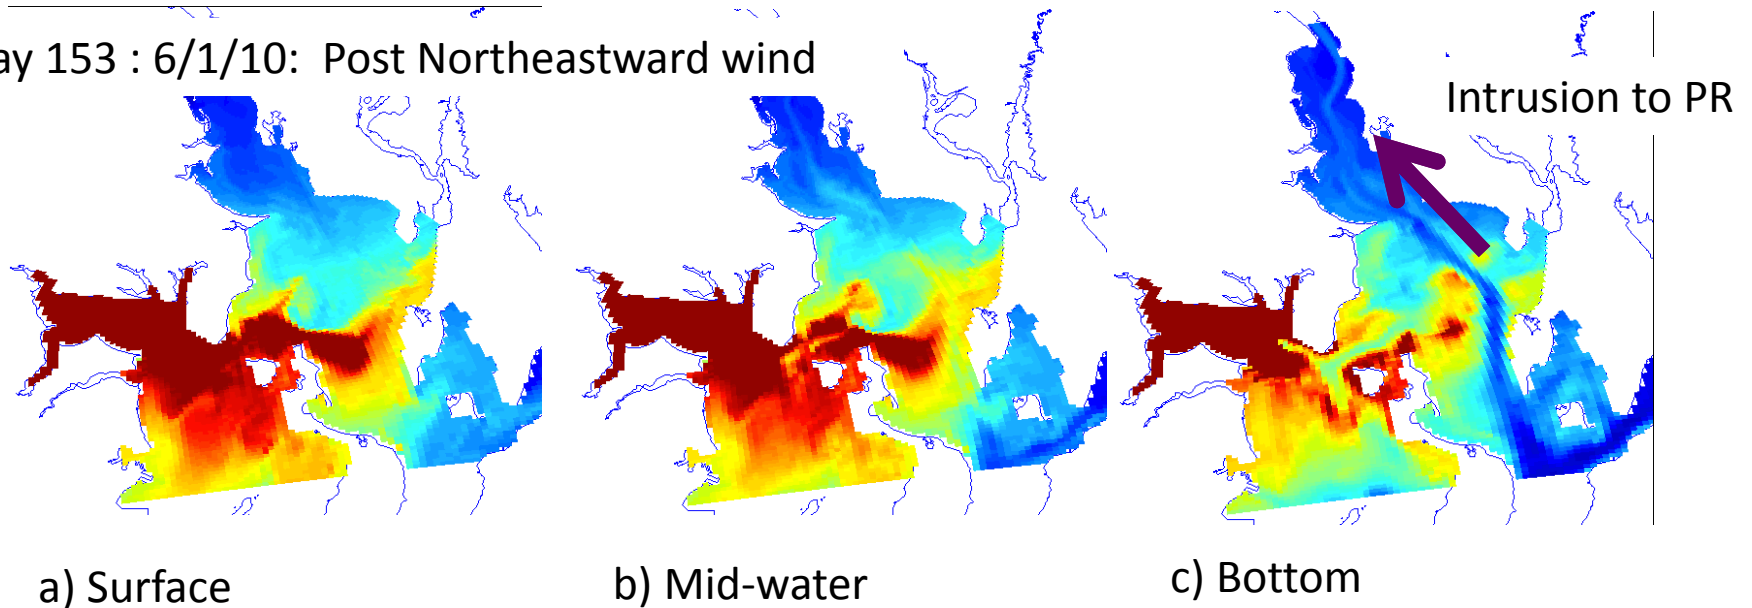 ay 153 : 6/1/10: Post Northeastward wind
Intrusion to PR
a) Surface
b) Mid-water
c) Bottom